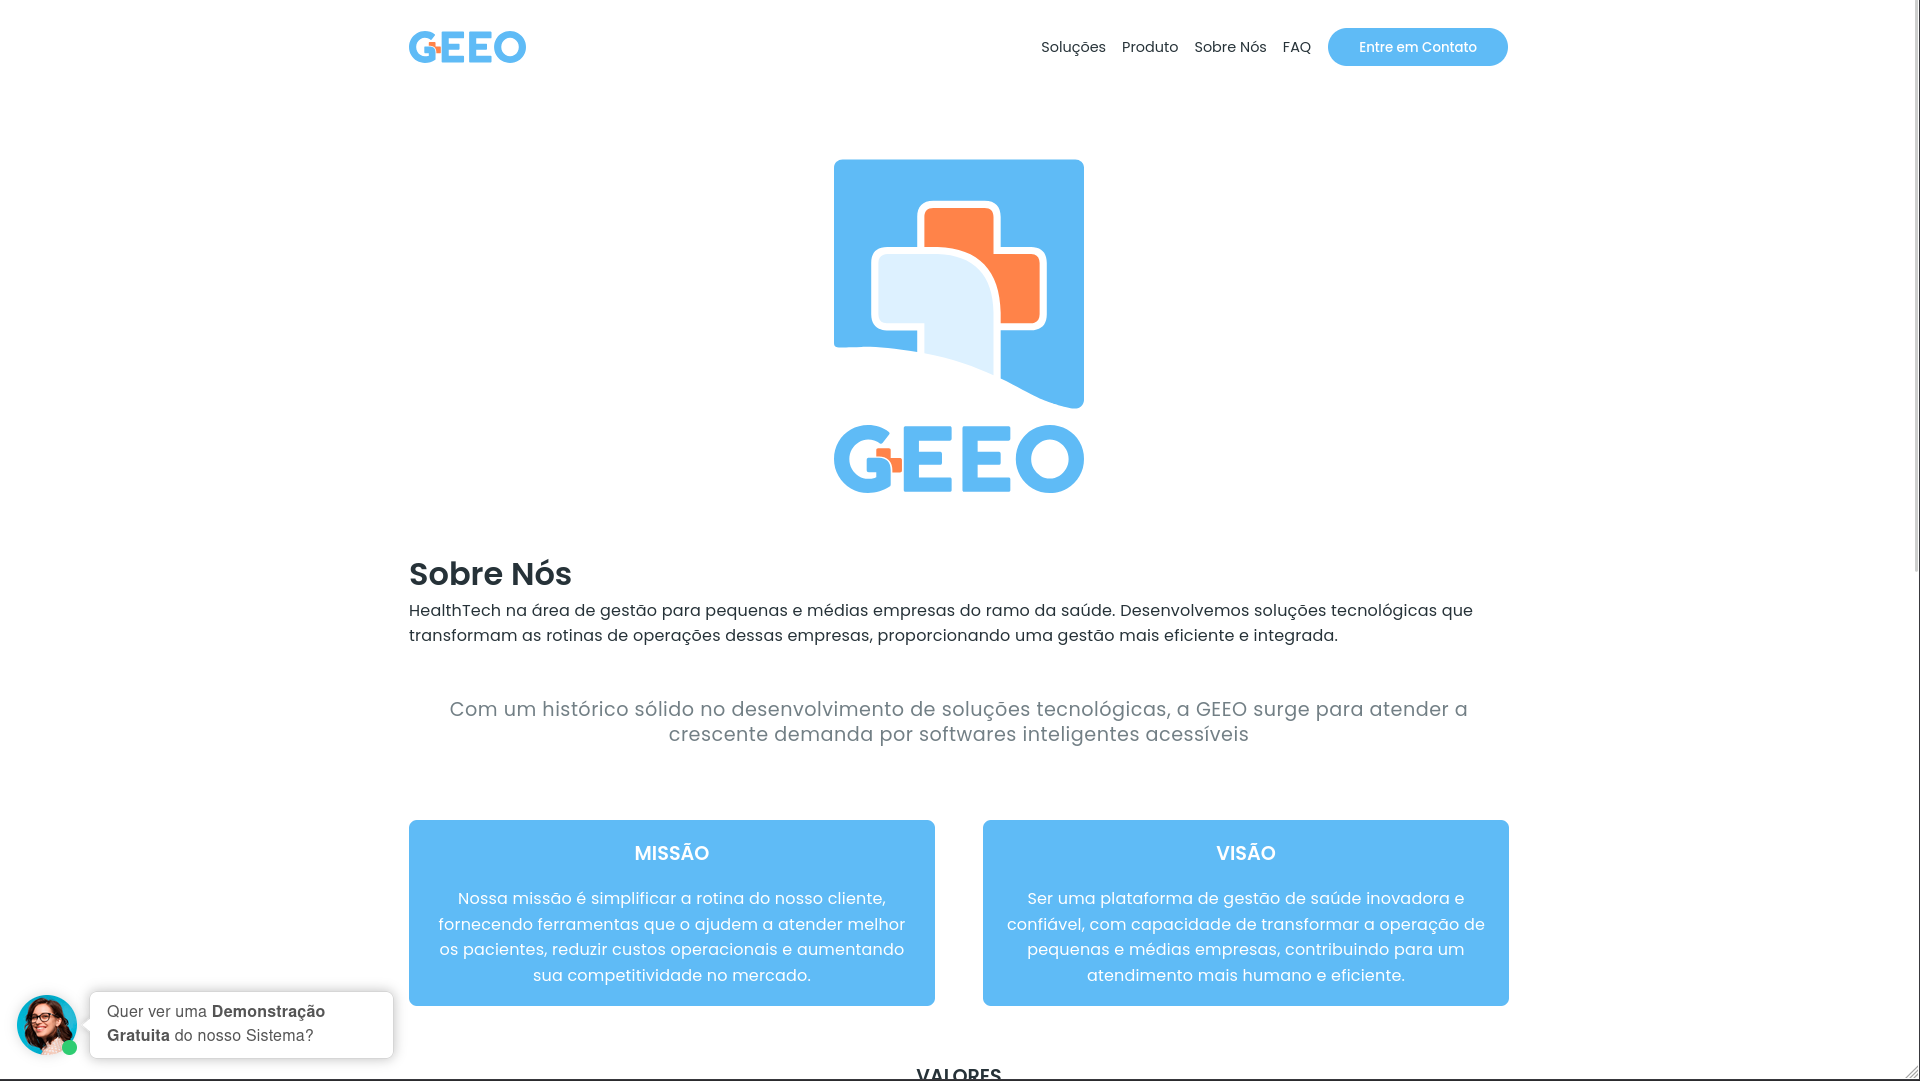 GEEO
Soluções
Produto
Sobre Nós
FAQ
Entre em Contato
GEEO
Sobre Nós
HealthTech na área de gestão para pequenas e médias empresas do ramo da saúde. Desenvolvemos soluções tecnológicas que
transformam as rotinas de operações dessas empresas, proporcionando uma gestão mais eficiente e integrada.
Com um histórico sólido no desenvolvimento de soluções tecnológicas, a GEEO surge para atender a
crescente demanda por softwares inteligentes acessíveis
MISSÃO
Nossa missão é simplificar a rotina do nosso cliente,
fornecendo ferramentas que o ajudem a atender melhor
os pacientes, reduzir custos operacionais e aumentando
sua competitividade no mercado.
VISÃO
Ser uma plataforma de gestão de saúde inovadora e
confiável, com capacidade de transformar a operação de
pequenas e médias empresas, contribuindo para um
atendimento mais humano e eficiente.
Quer ver uma Demonstração
Gratuita do nosso Sistema?
VALORES